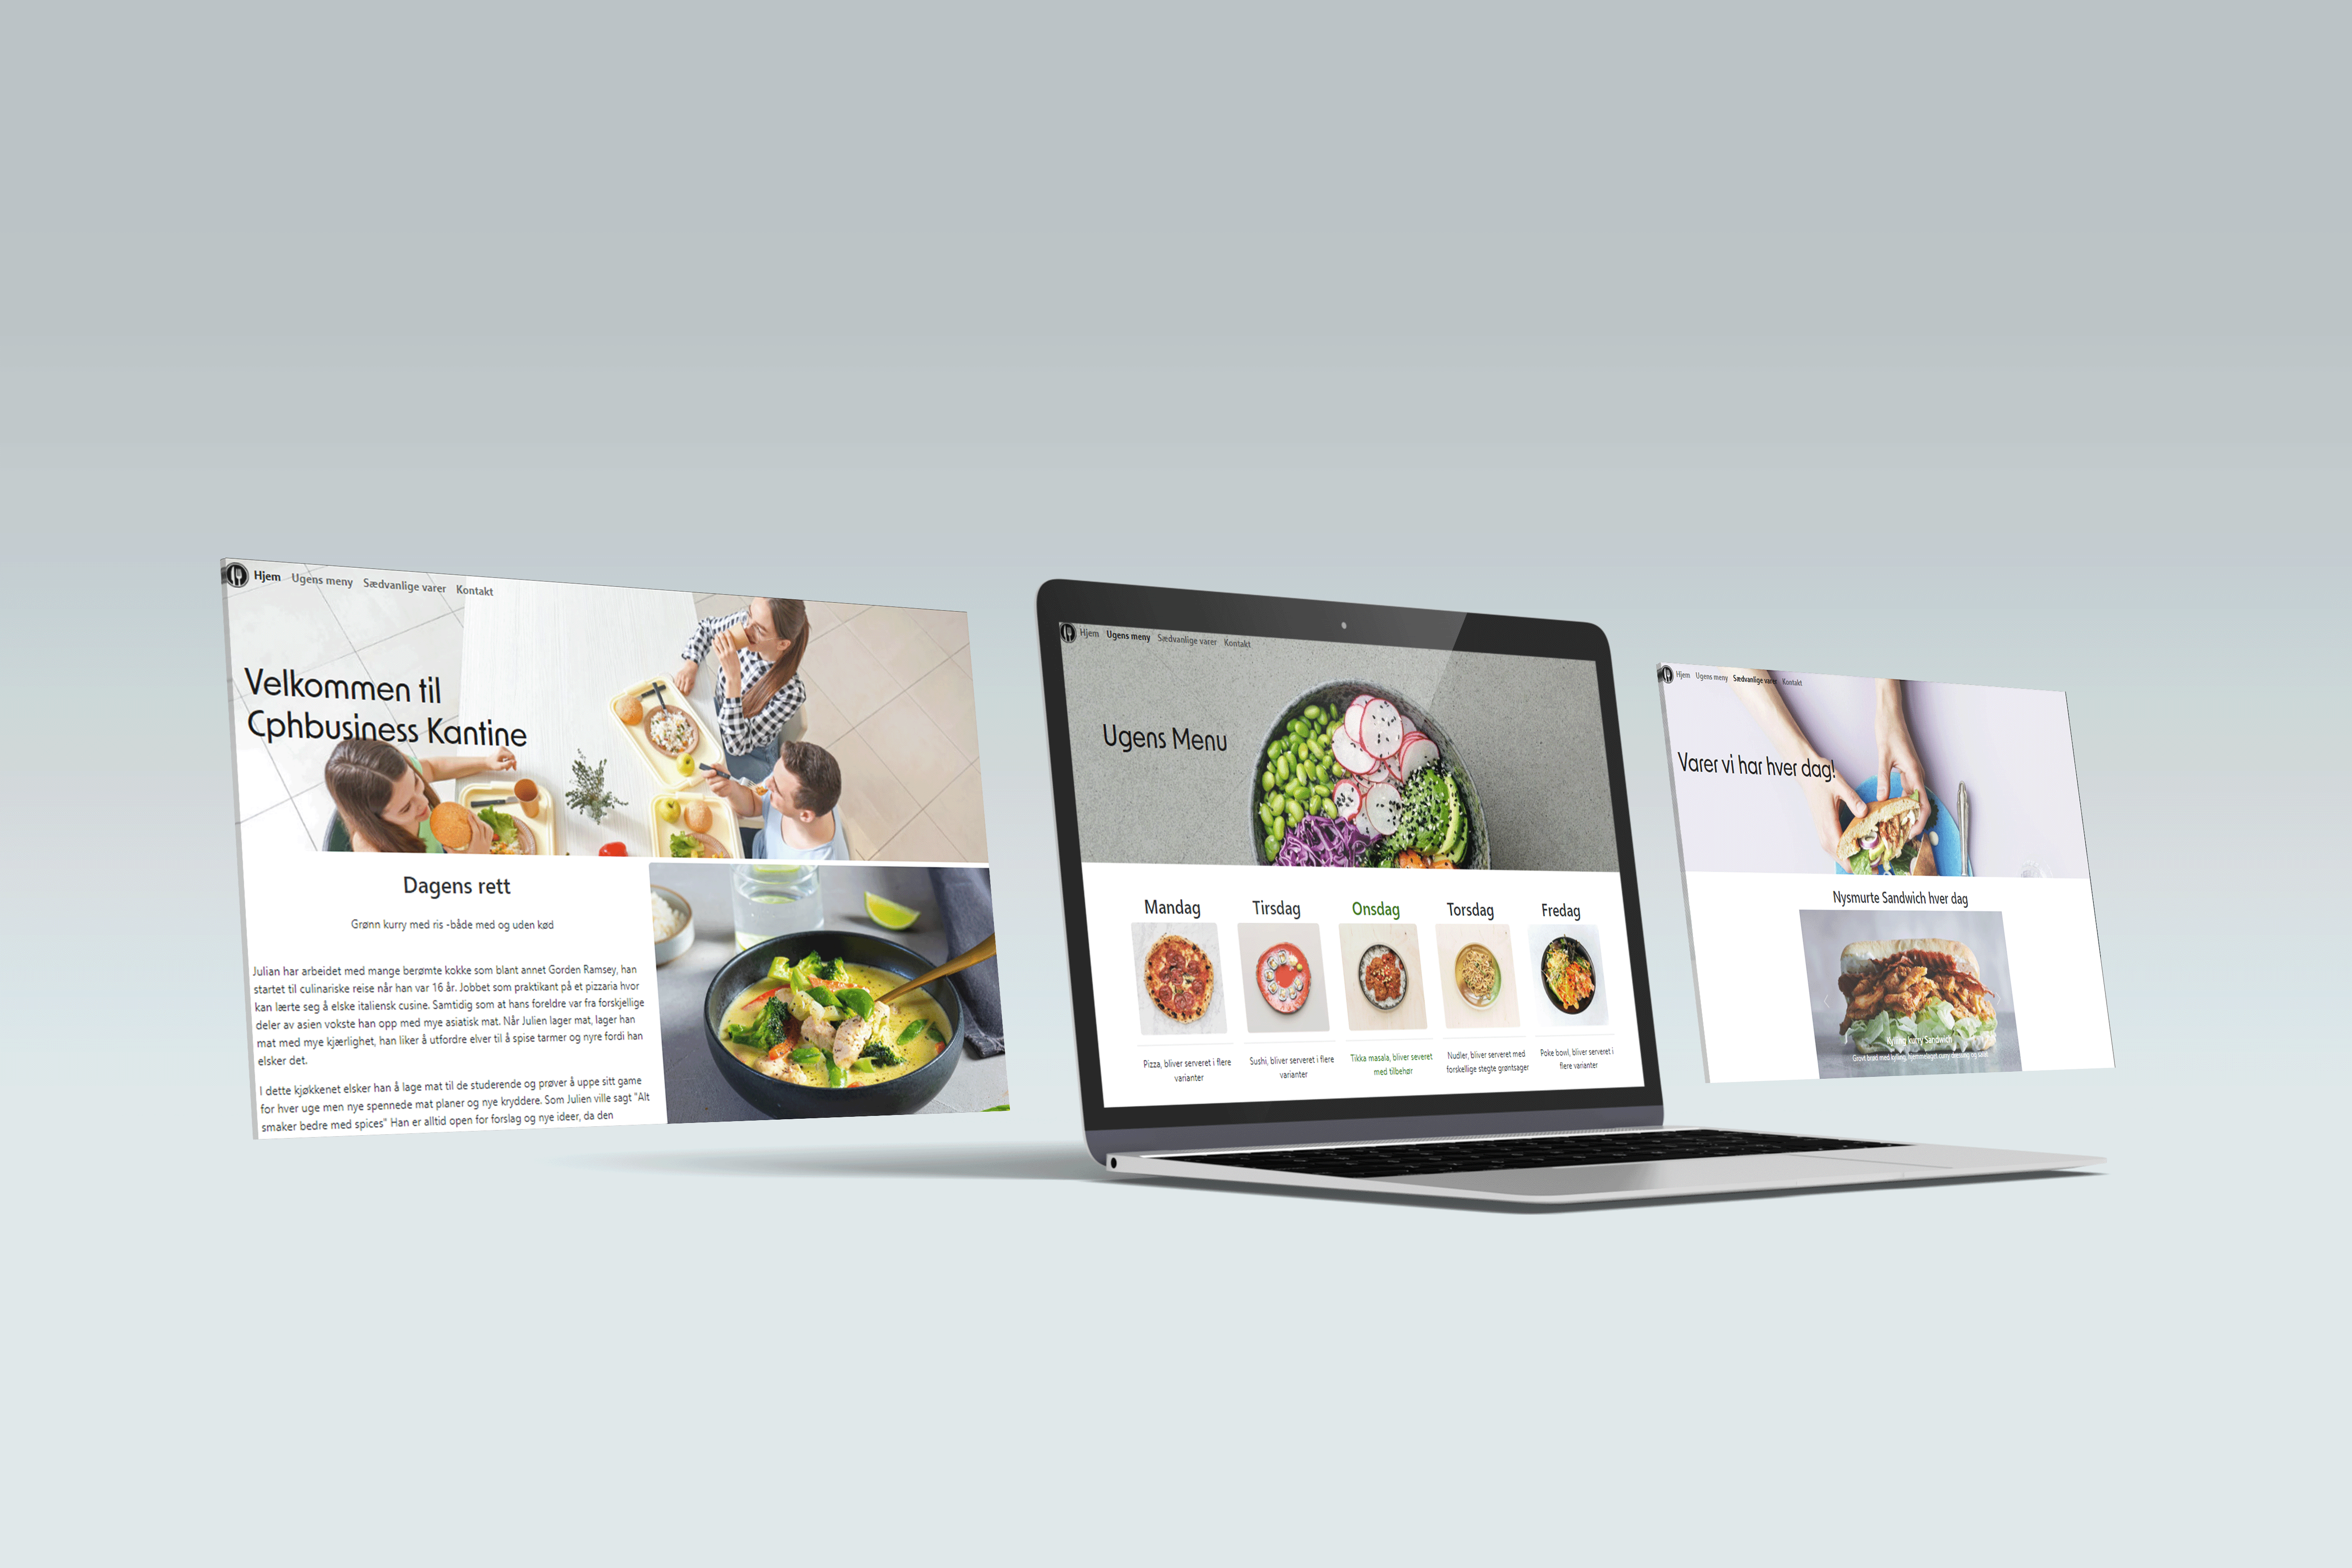 Hjem Ugens meny Sædvanlige varer Kontakt
Velkommen til
Cphbusiness Kantine
Dagens rett
Grønn kurry med ris -både med og uden kød
Julian har arbeidet med mange berømte kokke som blant annet Gorden Ramsey, han
startet til culinariske reise når han var 16 år. Jobbet som praktikant på et pizzaria hvor
kan lærte seg å elske italiensk cusine. Samtidig som at hans foreldre var fra forskjellige
deler av asien vokste han opp med mye asiatisk mat. Når Julien lager mat, lager han
mat med mye kjærlighet, han liker å utfordre elver til å spise tarmer og nyre fordi han
elsker det.
I dette kjøkkenet elsker han å lage mat til de studerende og prøver å uppe sitt game
for hver uge men nye spennede mat planer og nye kryddere. Som Julien ville sagt "Alt
smaker bedre med spices" Han er alltid open for forslag og nye ideer, da den
Hjem Ugens meny Sædvanlige varer Kontakt
Ugens Menu
Mandag
Tirsdag
Onsdag
Torsdag
Fredag
Pizza, bliver serveret i flere
varianter
Sushi, bliver serveret i flere
varianter
Tikka masala, bliver severet
med tilbehør
Nudler, bliver serveret med
forskellige stegte grøntsager
Poke bowl, bliver serveret i
flere varianter
Hjem Ugens meny Sædvanlige varer Kontakt
Varer vi har hver dag!
Nysmurte Sandwich hver dag
Kylling kurry Sandwich
Grovt brød med kylling, hjemmelaget curry dressing og salat